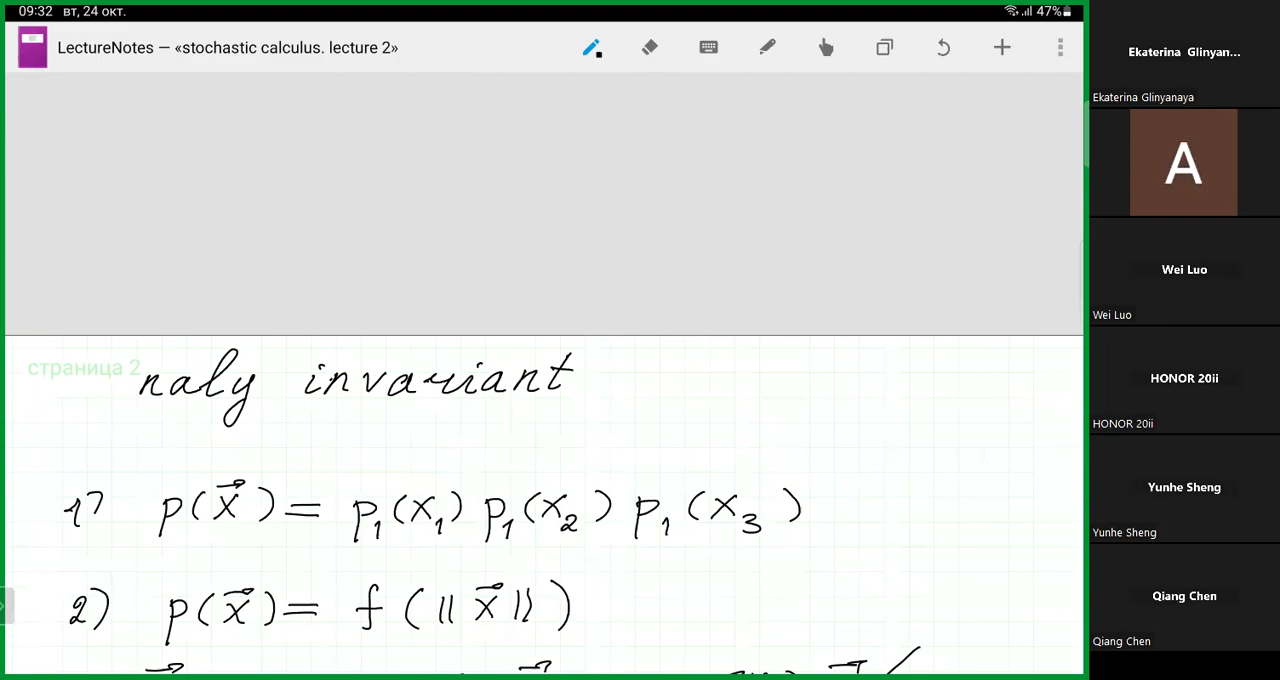 09:32 вт, 24 окт.
47%
LectureNotes — «stochastic calculus. lecture 2»
страница 2
naly invariant
1) p(x⃗) = p₁(x₁) p₁(x₂) p₁(x₃)
2) p(x⃗) = f(‖x⃗‖)
Ekaterina Glinyan...
Ekaterina Glinyanaya
A
Wei Luo
Wei Luo
HONOR 20ii
HONOR 20ii
Yunhe Sheng
Yunhe Sheng
Qiang Chen
Qiang Chen